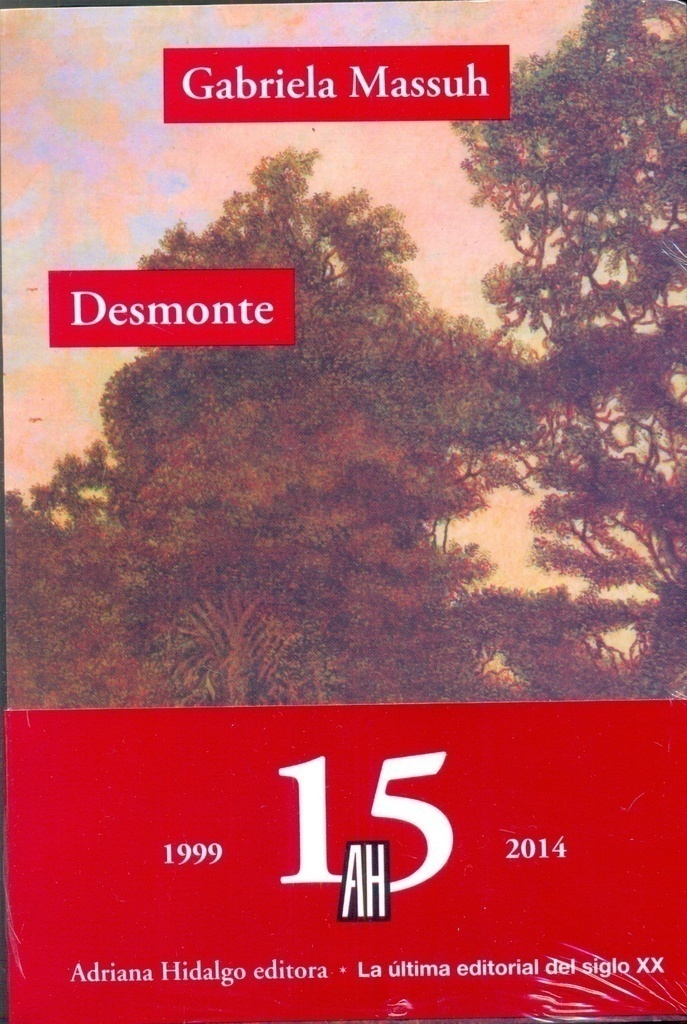 Gabriela Massuh
Desmonte
15
1999
AH
2014
Adriana Hidalgo editora * La última editorial del siglo XX